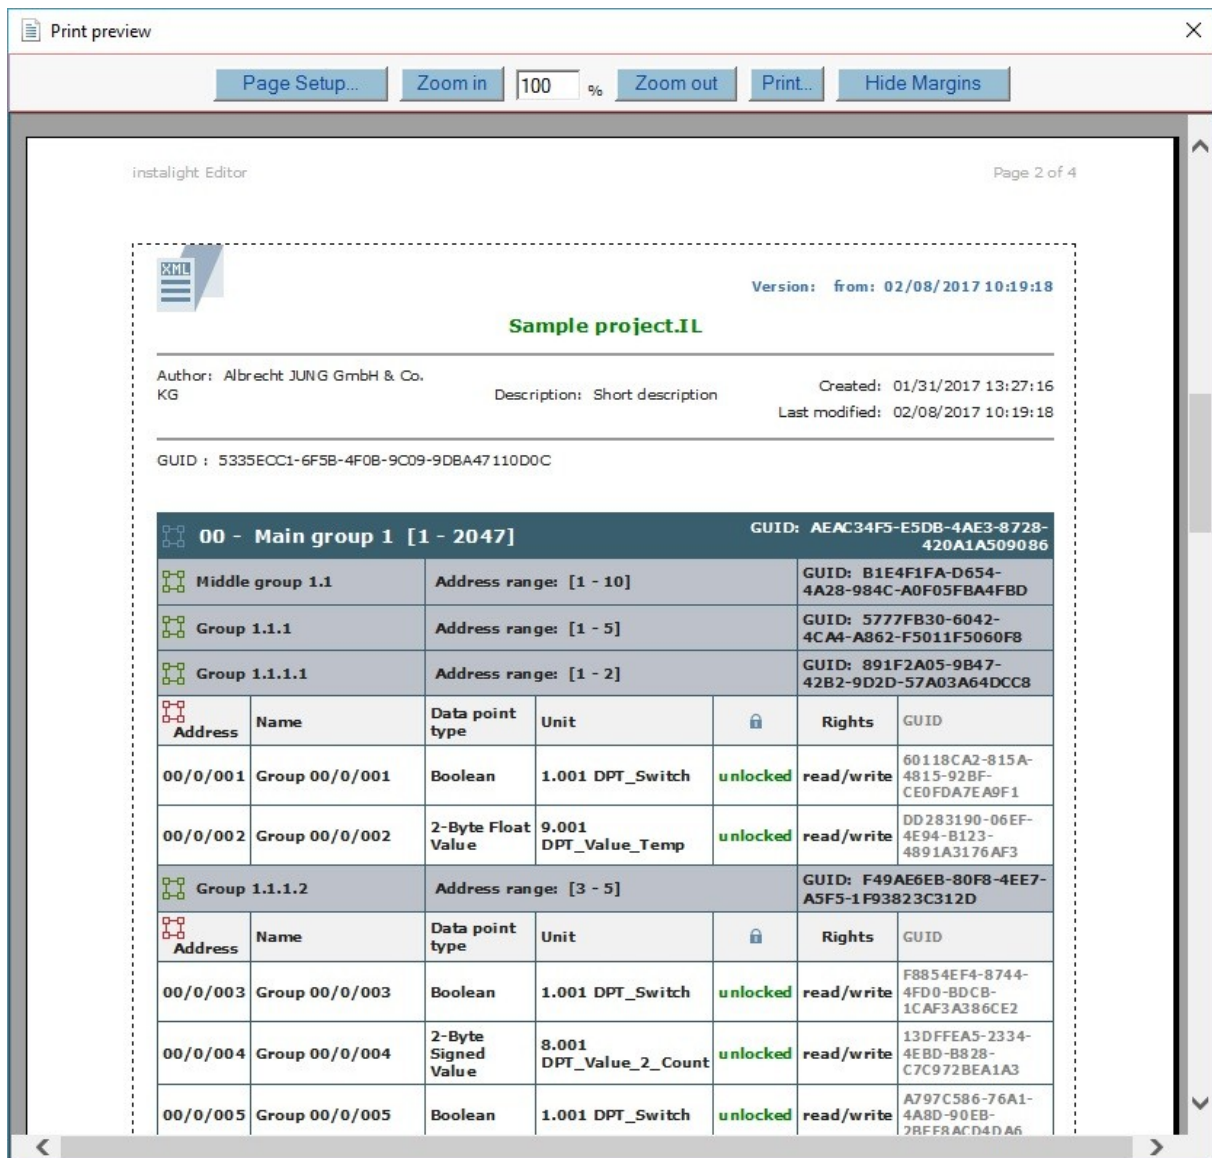 Print preview
Page Setup... Zoom in 100 % Zoom out Print... Hide Margins
instalight Editor Page 2 of 4
XML
Version: from: 02/08/2017 10:19:18
Sample project.IL
Author: Albrecht JUNG GmbH & Co.
KG
Description: Short description
Created: 01/31/2017 13:27:16
Last modified: 02/08/2017 10:19:18
GUID : 5335ECC1-6F5B-4F0B-9C09-9DBA47110D0C
00 - Main group 1 [1 - 2047] GUID: AEAC34F5-E5DB-4AE3-8728-
420A1A509086
Middle group 1.1 Address range: [1 - 10] GUID: B1E4F1FA-D654-
4A28-984C-A0F05FBA4FBD
Group 1.1.1 Address range: [1 - 5] GUID: 5777FB30-6042-
4CA4-A862-F5011F5060F8
Group 1.1.1.1 Address range: [1 - 2] GUID: 891F2A05-9B47-
42B2-9D2D-57A03A64DCC8
Address Name Data point
type Unit Rights GUID
00/0/001 Group 00/0/001 Boolean 1.001 DPT_Switch unlocked read/write 60118CA2-815A-
4815-92BF-
CE0FDA7EA9F1
00/0/002 Group 00/0/002 2-Byte Float
Value 9.001
DPT_Value_Temp unlocked read/write DD283190-06EF-
4E94-B123-
4891A3176AF3
Group 1.1.1.2 Address range: [3 - 5] GUID: F49AE6EB-80F8-4EE7-
A5F5-1F93823C312D
Address Name Data point
type Unit Rights GUID
00/0/003 Group 00/0/003 Boolean 1.001 DPT_Switch unlocked read/write F8854EF4-8744-
4FD0-BDCB-
1CAF3A386CE2
00/0/004 Group 00/0/004 2-Byte
Signed
Value 8.001
DPT_Value_2_Count unlocked read/write 13DFFEA5-2334-
4EBD-B828-
C7C972BEA1A3
00/0/005 Group 00/0/005 Boolean 1.001 DPT_Switch unlocked read/write A797C586-76A1-
4A8D-90EB-
2BEF8ACD4DA6